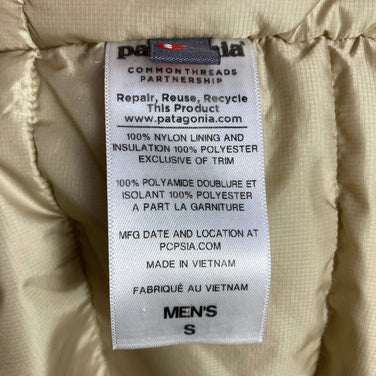 patagonia
COMMON THREADS
PARTNERSHIP
Repair, Reuse, Recycle
This Product
www.patagonia.com
100% NYLON LINING AND
INSULATION 100% POLYESTER
EXCLUSIVE OF TRIM
100% POLYAMIDE DOUBLURE ET
ISOLANT 100% POLYESTER
A PART LA GARNITURE
MFG DATE AND LOCATION AT
PCPSIA.COM
MADE IN VIETNAM
FABRIQUÉ AU VIETNAM
MEN'S
S